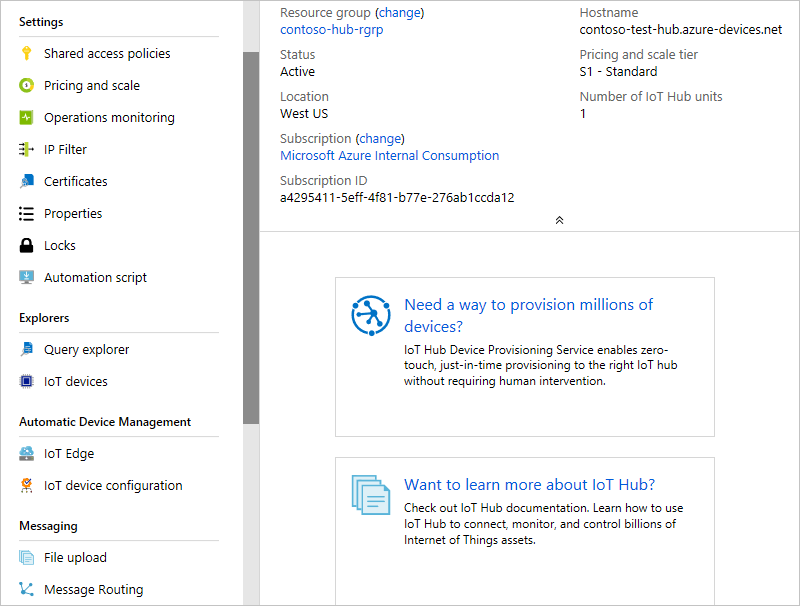 Settings
Shared access policies
Pricing and scale
Operations monitoring
IP Filter
Certificates
Properties
Locks
Automation script
Explorers
Query explorer
IoT devices
Automatic Device Management
IoT Edge
IoT device configuration
Messaging
File upload
Message Routing
Resource group (change)
contoso-hub-rgrp
Status
Active
Location
West US
Subscription (change)
Microsoft Azure Internal Consumption
Subscription ID
a4295411-5eff-4f81-b77e-276ab1ccda12
Hostname
contoso-test-hub.azure-devices.net
Pricing and scale tier
S1 - Standard
Number of IoT Hub units
1
Need a way to provision millions of
devices?
IoT Hub Device Provisioning Service enables zero-
touch, just-in-time provisioning to the right IoT hub
without requiring human intervention.
Want to learn more about IoT Hub?
Check out IoT Hub documentation. Learn how to use
IoT Hub to connect, monitor, and control billions of
Internet of Things assets.